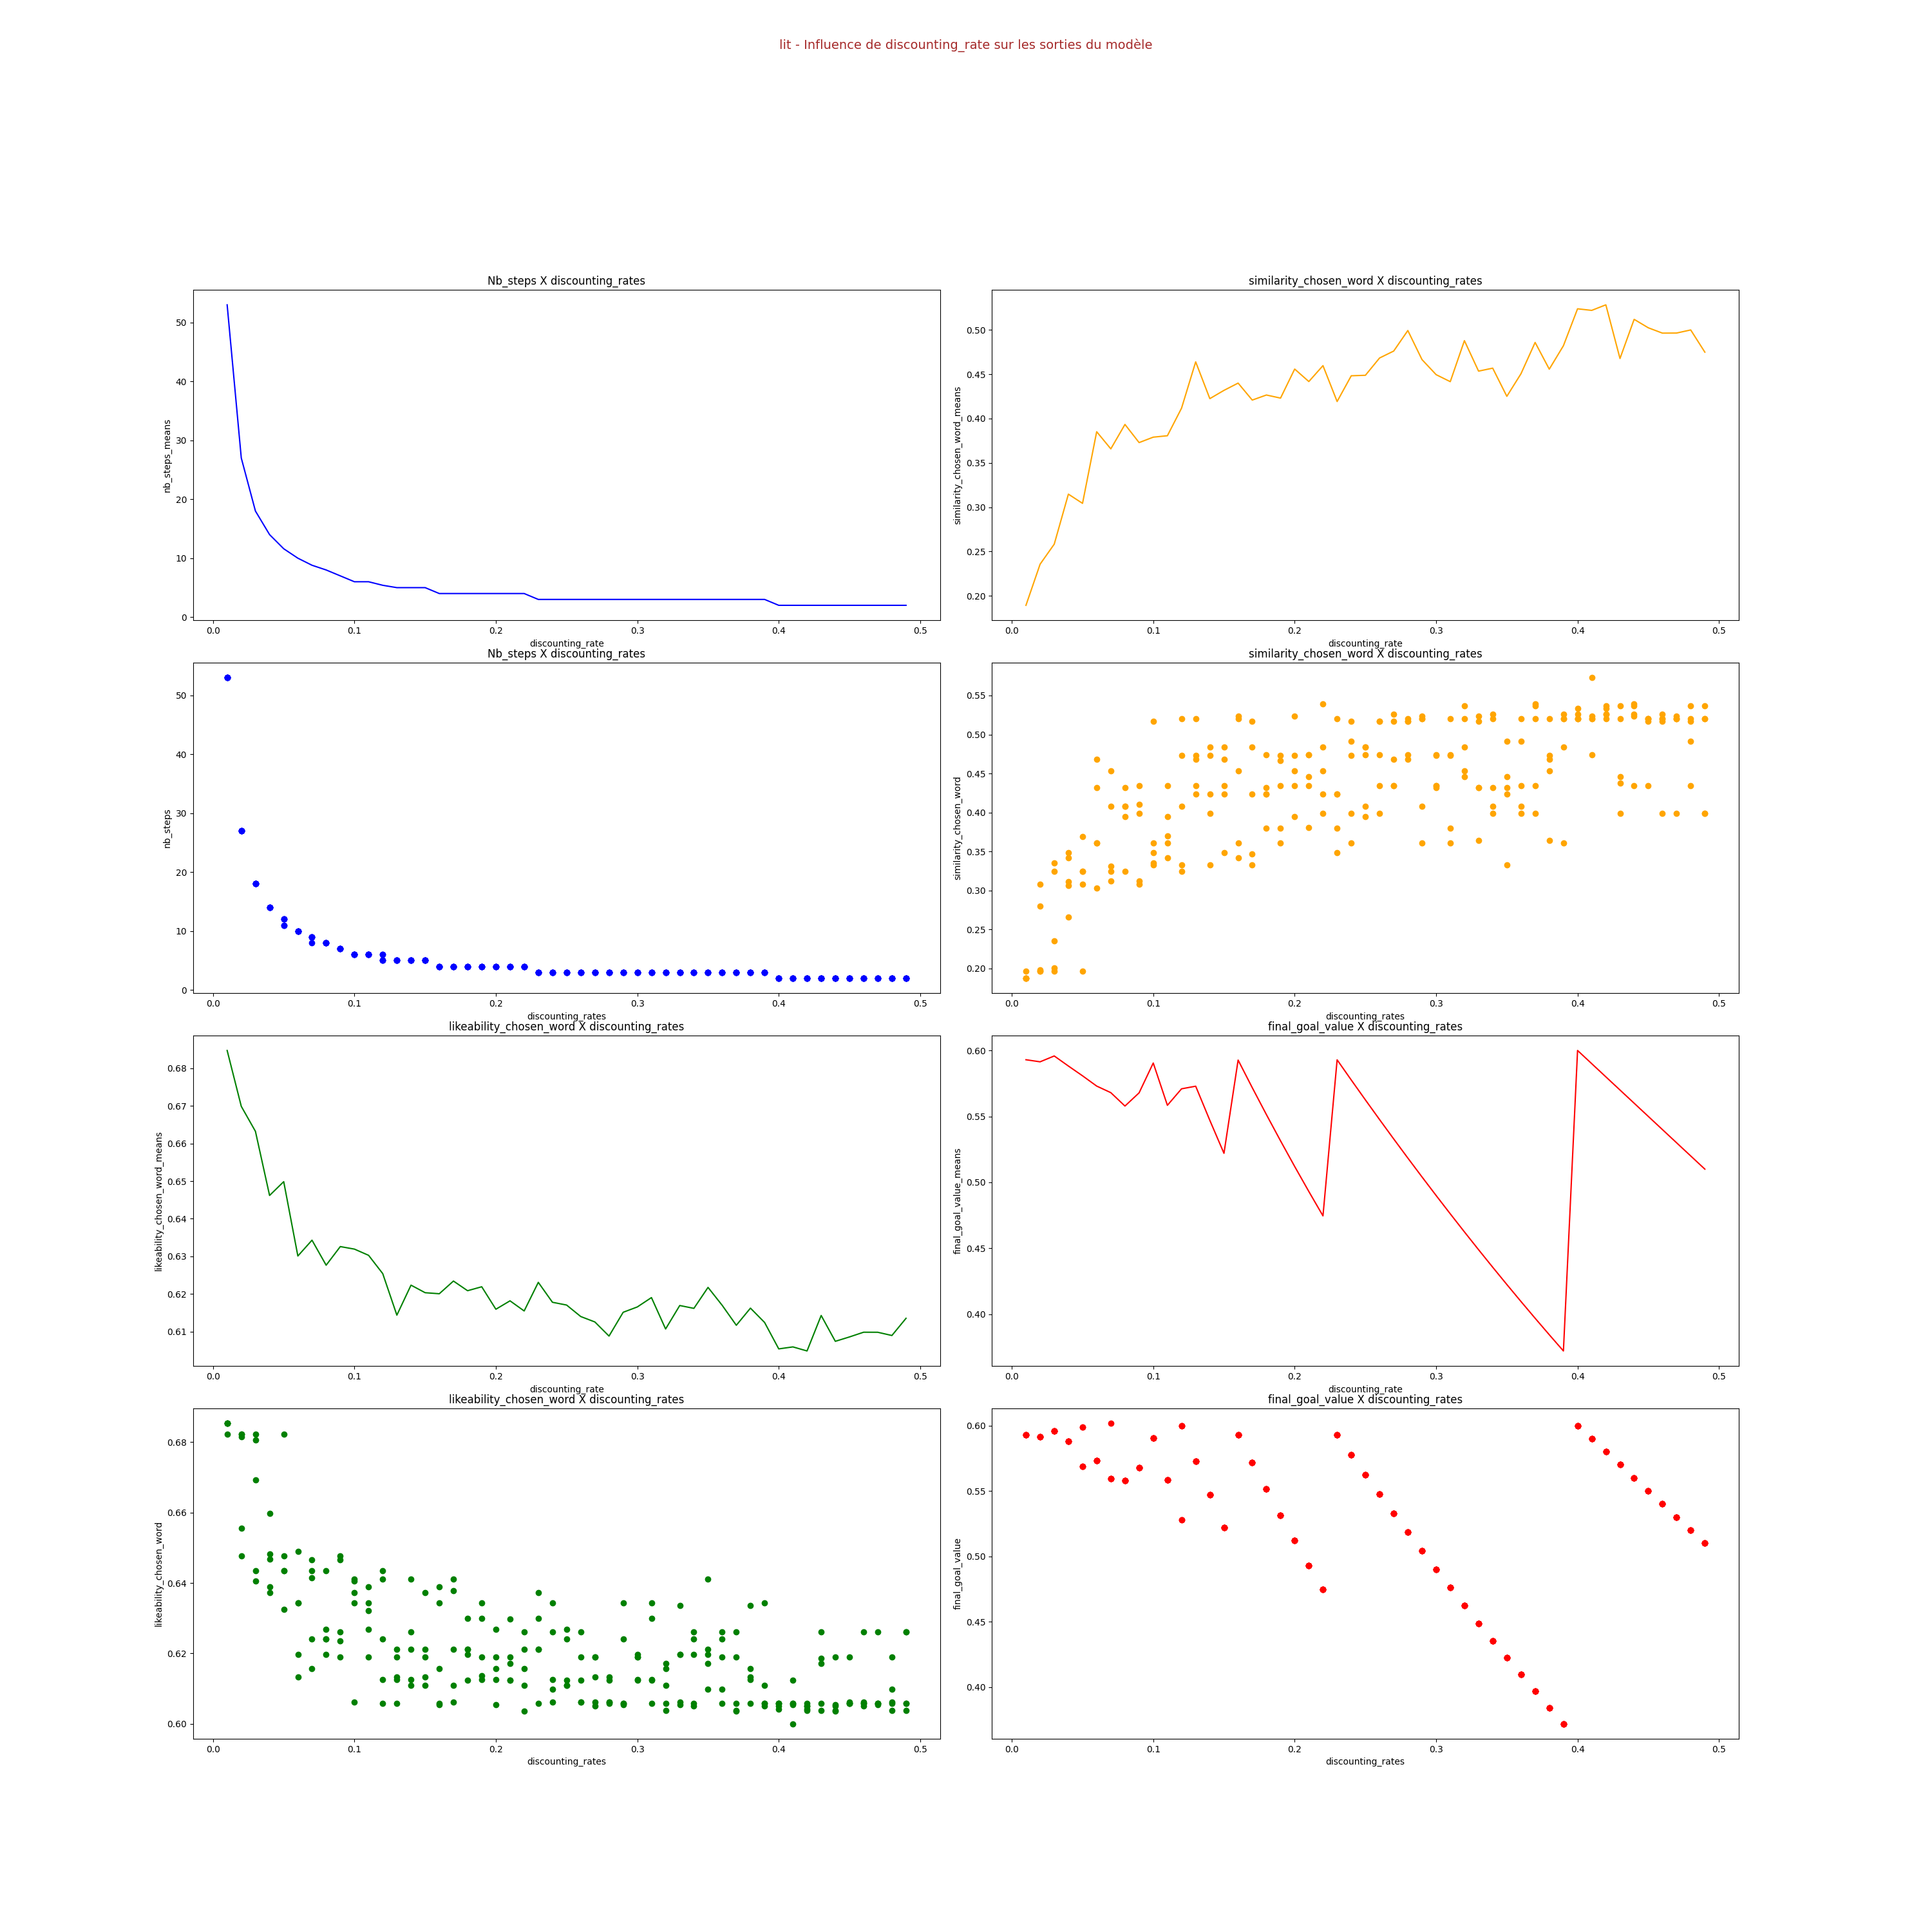 lit - Influence de discounting_rate sur les sorties du modèle
Nb_steps X discounting_rates
nb_steps_means
50
40
30
20
10
0
0.0 0.1 0.2 0.3 0.4 0.5
discounting_rate
similarity_chosen_word X discounting_rates
similarity_chosen_word_means
0.50
0.45
0.40
0.35
0.30
0.25
0.20
0.0 0.1 0.2 0.3 0.4 0.5
discounting_rate
Nb_steps X discounting_rates
nb_steps
50
40
30
20
10
0
0.0 0.1 0.2 0.3 0.4 0.5
discounting_rates
similarity_chosen_word X discounting_rates
similarity_chosen_word
0.55
0.50
0.45
0.40
0.35
0.30
0.25
0.20
0.0 0.1 0.2 0.3 0.4 0.5
discounting_rates
likeability_chosen_word X discounting_rates
likeability_chosen_word_means
0.68
0.67
0.66
0.65
0.64
0.63
0.62
0.61
0.0 0.1 0.2 0.3 0.4 0.5
discounting_rate
final_goal_value X discounting_rates
final_goal_value_means
0.60
0.55
0.50
0.45
0.40
0.0 0.1 0.2 0.3 0.4 0.5
discounting_rate
likeability_chosen_word X discounting_rates
likeability_chosen_word
0.68
0.66
0.64
0.62
0.60
0.0 0.1 0.2 0.3 0.4 0.5
discounting_rates
final_goal_value X discounting_rates
final_goal_value
0.60
0.55
0.50
0.45
0.40
0.0 0.1 0.2 0.3 0.4 0.5
discounting_rates